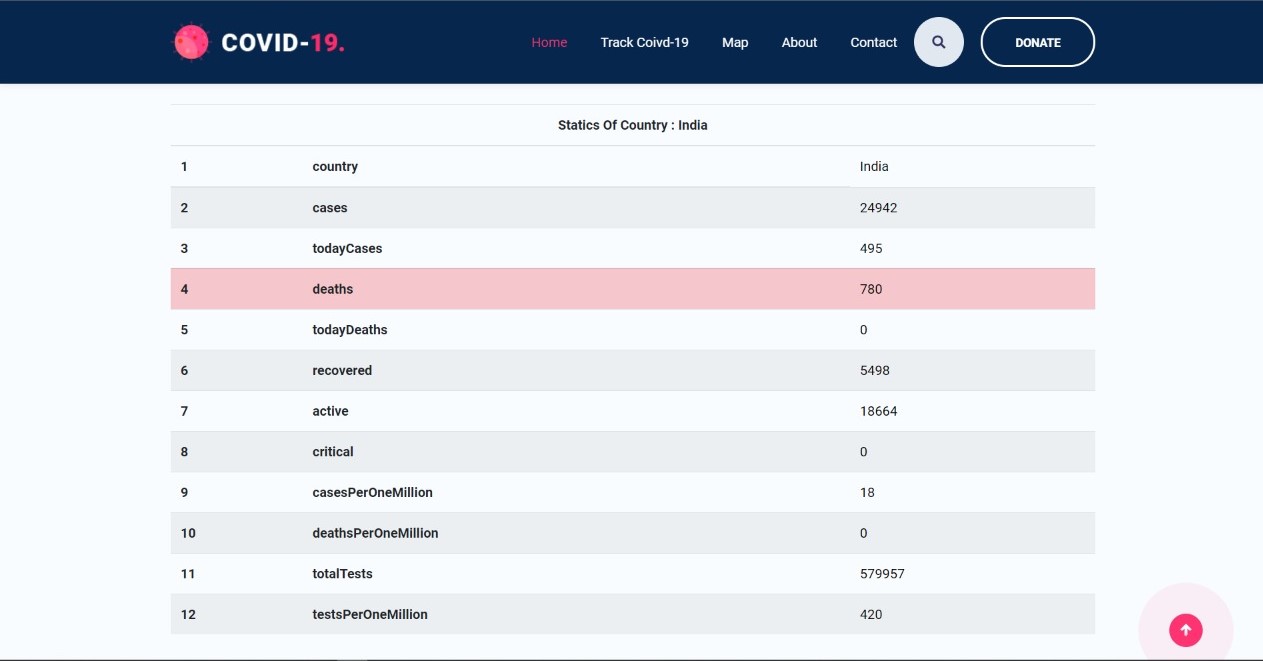 COVID-19. Home Track Coivd-19 Map About Contact DONATE
Statics Of Country : India
1 country India
2 cases 24942
3 todayCases 495
4 deaths 780
5 todayDeaths 0
6 recovered 5498
7 active 18664
8 critical 0
9 casesPerOneMillion 18
10 deathsPerOneMillion 0
11 totalTests 579957
12 testsPerOneMillion 420